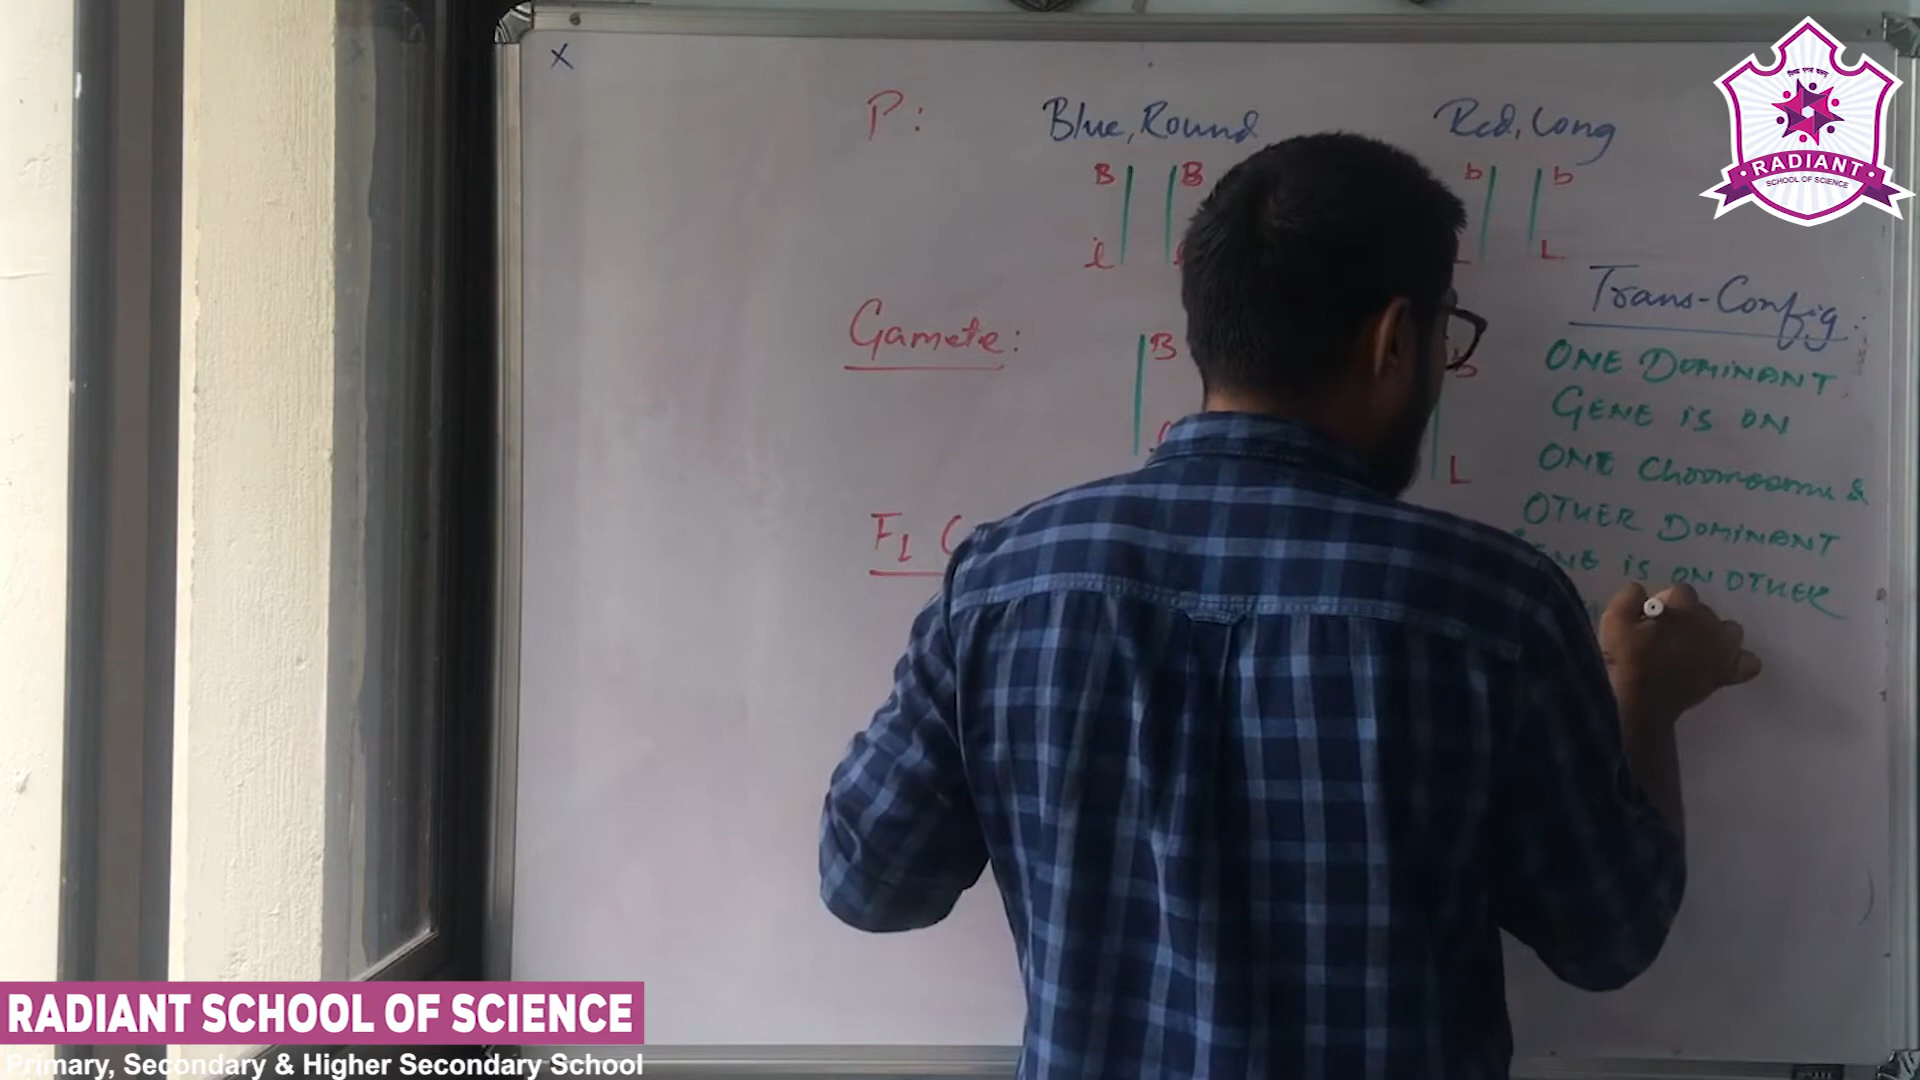 X
P: Blue, Round Red, Long
B B b b
l l L L
Gamete: B b
L
F1 (
Trans-Config:
ONE DOMINANT
GENE IS ON
ONE Choomosome &
OTHER DOMINANT
IS ON OTHER
RADIANT
SCHOOL OF SCIENCE
RADIANT SCHOOL OF SCIENCE
Primary, Secondary & Higher Secondary School